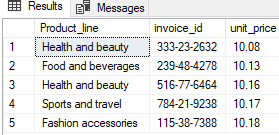 Results Messages
Product_line invoice_id unit_price
1 Health and beauty 333-23-2632 10.08
2 Food and beverages 239-48-4278 10.13
3 Health and beauty 516-77-6464 10.16
4 Sports and travel 784-21-9238 10.17
5 Fashion accessories 115-38-7388 10.18